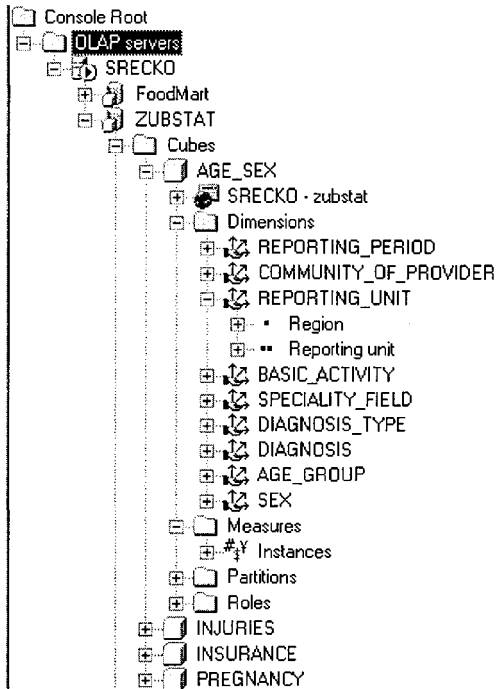 Console Root
OLAP servers
SRECKO
FoodMart
ZUBSTAT
Cubes
AGE_SEX
SRECKO - zubstat
Dimensions
REPORTING_PERIOD
COMMUNITY_OF_PROVIDER
REPORTING_UNIT
Region
Reporting unit
BASIC_ACTIVITY
SPECIALITY_FIELD
DIAGNOSIS_TYPE
DIAGNOSIS
AGE_GROUP
SEX
Measures
Instances
Partitions
Roles
INJURIES
INSURANCE
PREGNANCY